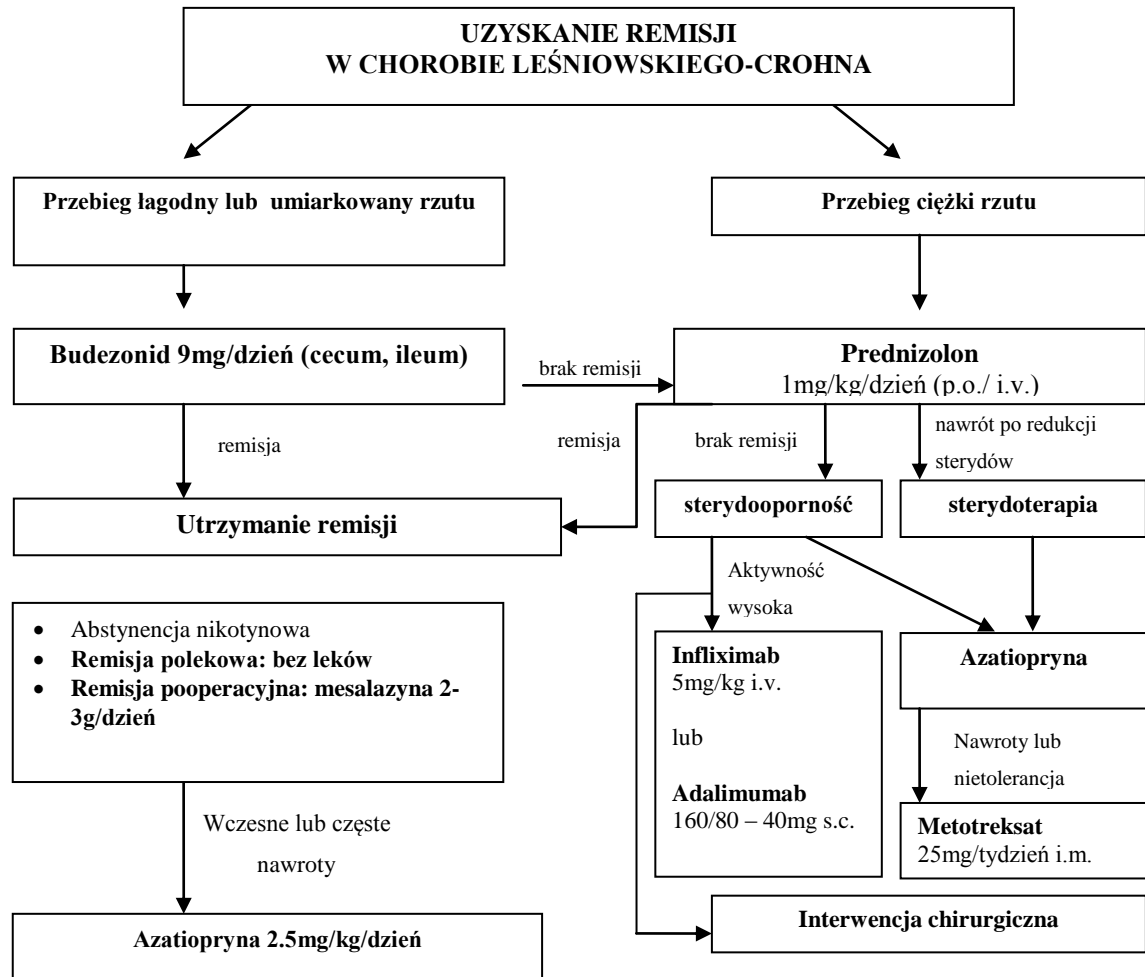 UZYSKANIE REMISJI
W CHOROBIE LEŚNIOWSKIEGO-CROHNA
Przebieg łagodny lub umiarkowany rzutu
Przebieg ciężki rzutu
Budezonid 9mg/dzień (cecum, ileum)
brak remisji
Prednizolon
1mg/kg/dzień (p.o./ i.v.)
remisja
remisja
brak remisji
nawrót po redukcji
sterydów
Utrzymanie remisji
sterydooporność
sterydoterapia
Aktywność
wysoka
• Abstynencja nikotynowa
• Remisja polekowa: bez leków
• Remisja pooperacyjna: mesalazyna 2-
3g/dzień
Infliximab
5mg/kg i.v.
lub
Adalimumab
160/80 – 40mg s.c.
Azatiopryna
Nawroty lub
nietolerancja
Metotreksat
25mg/tydzień i.m.
Wczesne lub częste
nawroty
Interwencja chirurgiczna
Azatiopryna 2.5mg/kg/dzień